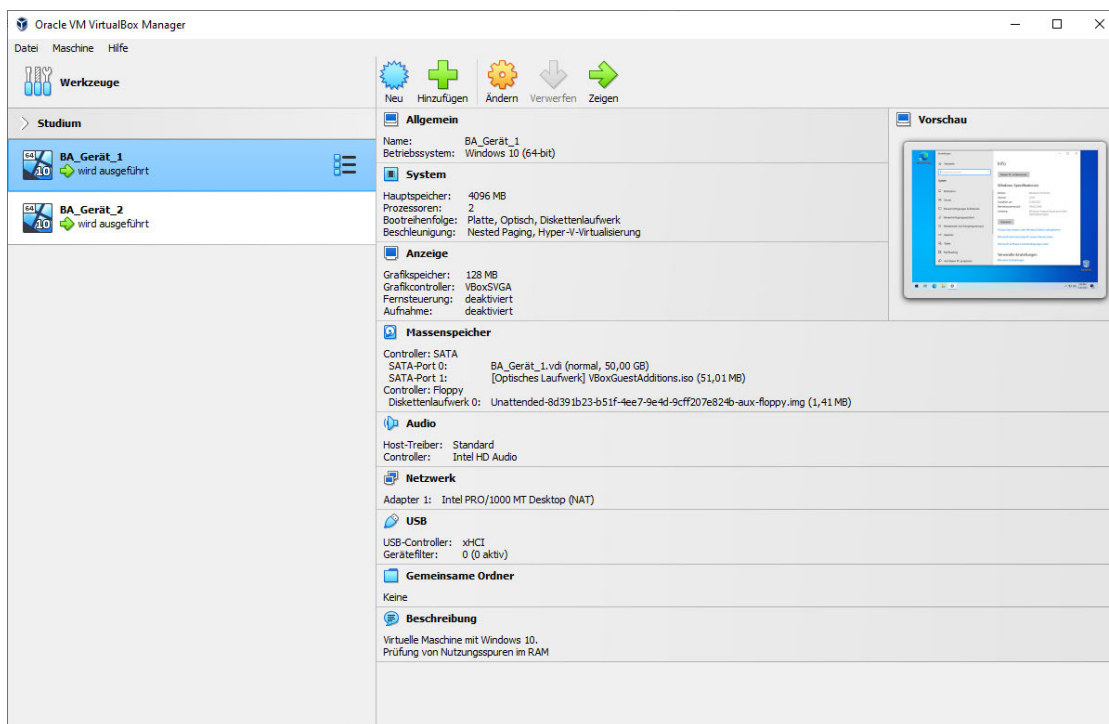 Oracle VM VirtualBox Manager
Datei Maschine Hilfe
Werkzeuge
Neu Hinzufügen Ändern Verwerfen Zeigen
Studium
64
10
BA_Gerät_1
wird ausgeführt
64
10
BA_Gerät_2
wird ausgeführt
Allgemein
Name: BA_Gerät_1
Betriebssystem: Windows 10 (64-bit)
System
Hauptspeicher: 4096 MB
Prozessoren: 2
Bootreihenfolge: Platte, Optisch, Diskettenlaufwerk
Beschleunigung: Nested Paging, Hyper-V-Virtualisierung
Anzeige
Grafikspeicher: 128 MB
Grafikcontroller: VBoxSVGA
Fernsteuerung: deaktiviert
Aufnahme: deaktiviert
Vorschau
Info
Massenspeicher
Controller: SATA
SATA-Port 0: BA_Gerät_1.vdi (normal, 50,00 GB)
SATA-Port 1: [Optisches Laufwerk] VBoxGuestAdditions.iso (51,01 MB)
Controller: Floppy
Diskettenlaufwerk 0: Unattended-8d391b23-b51f-4ee7-9e4d-9cff207e824b-aux-floppy.img (1,41 MB)
Audio
Host-Treiber: Standard
Controller: Intel HD Audio
Netzwerk
Adapter 1: Intel PRO/1000 MT Desktop (NAT)
USB
USB-Controller: xHCI
Gerätefilter: 0 (0 aktiv)
Gemeinsame Ordner
Keine
Beschreibung
Virtuelle Maschine mit Windows 10.
Prüfung von Nutzungsspuren im RAM